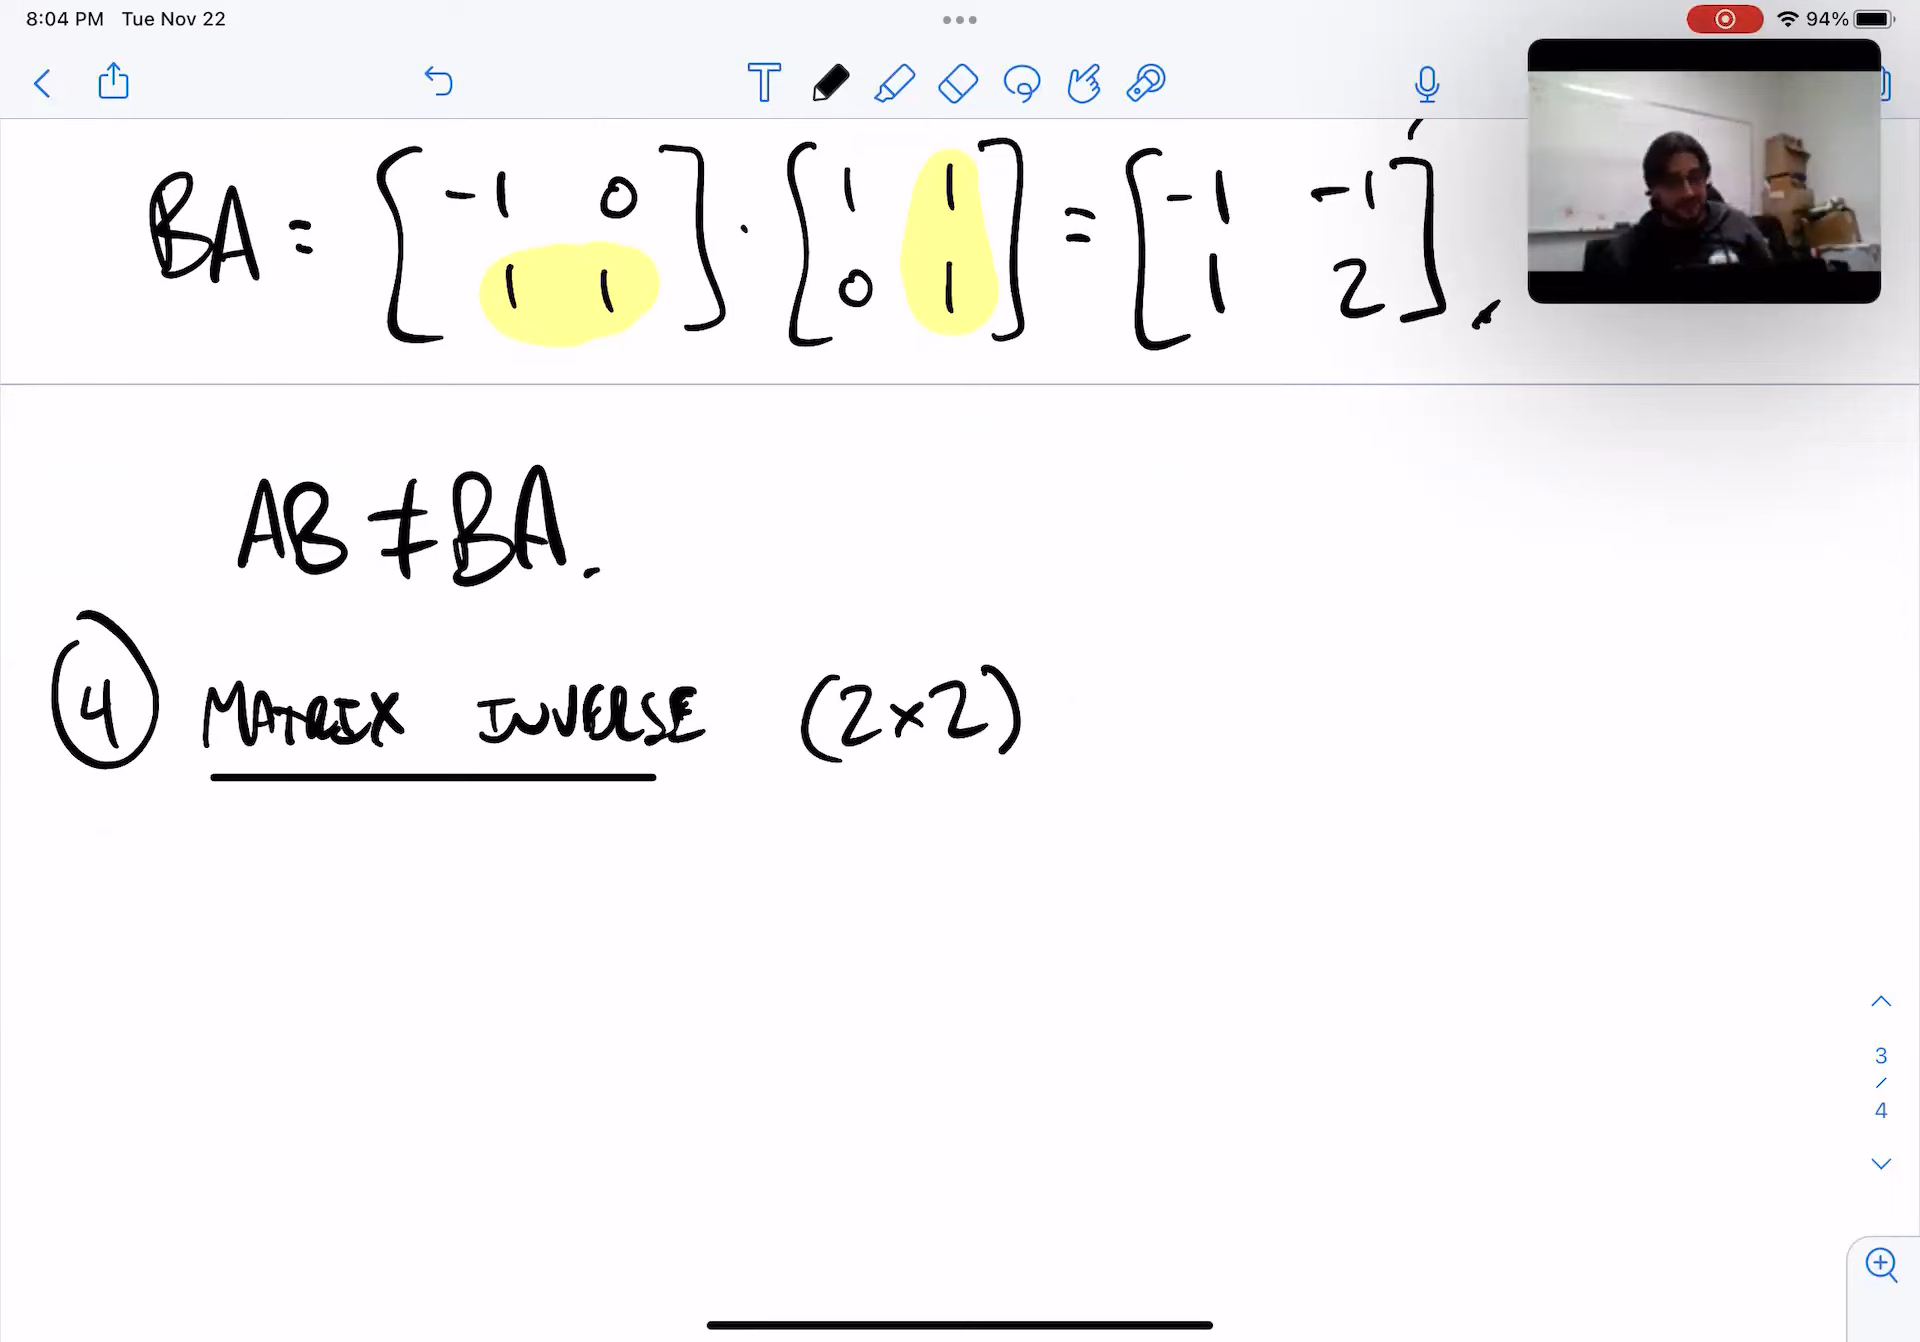 8:04 PM Tue Nov 22
94%
BA = [ -1 0 ; 1 1 ] · [ 1 1 ; 0 1 ] = [ -1 -1 ; 1 2 ] .
AB ≠ BA.
④ MATRIX INVERSE (2×2)
3
/
4